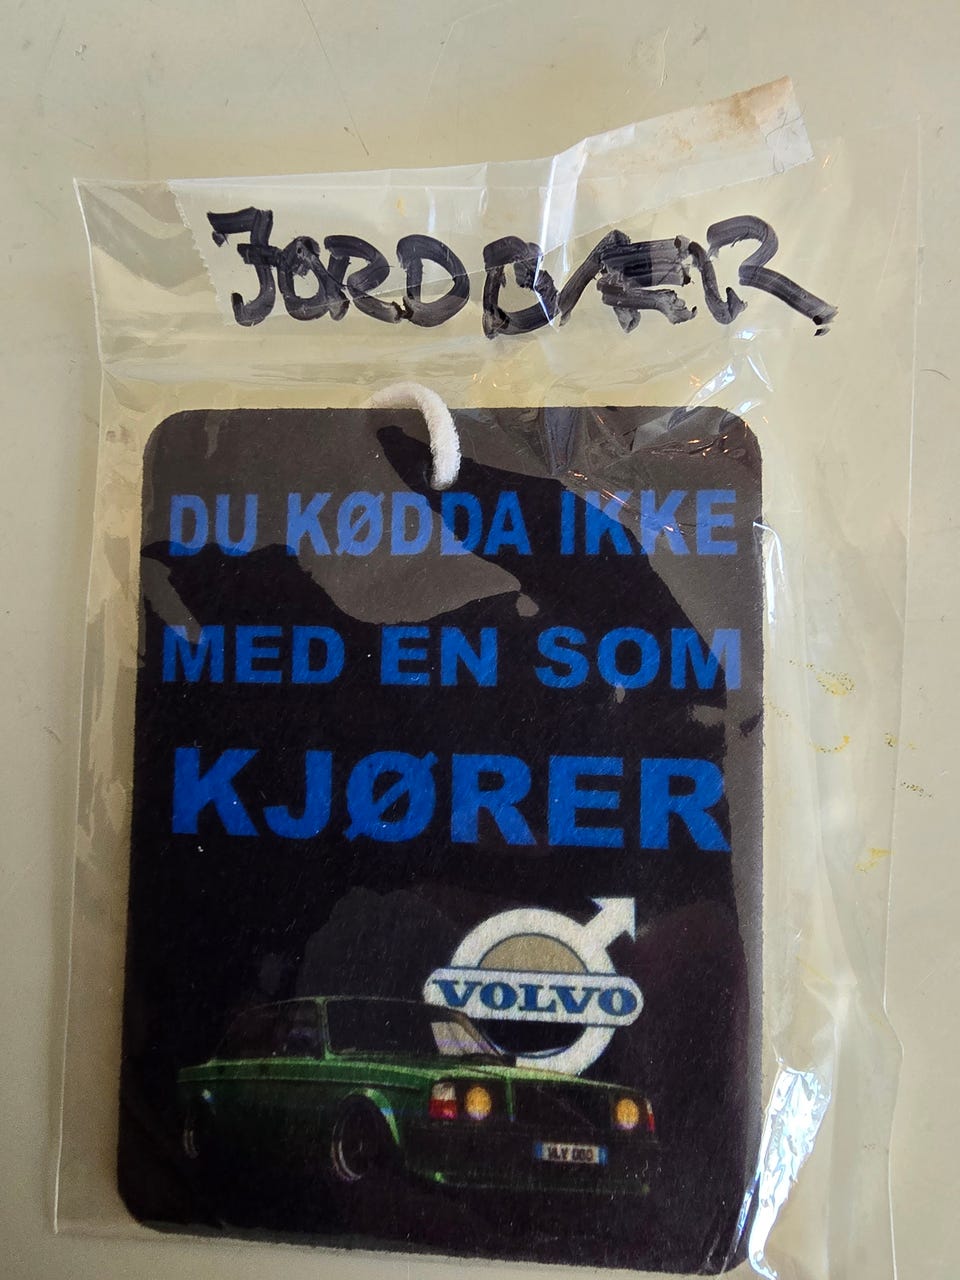 JORDBÆR
DU KØDDA IKKE
MED EN SOM
KJØRER
VOLVO